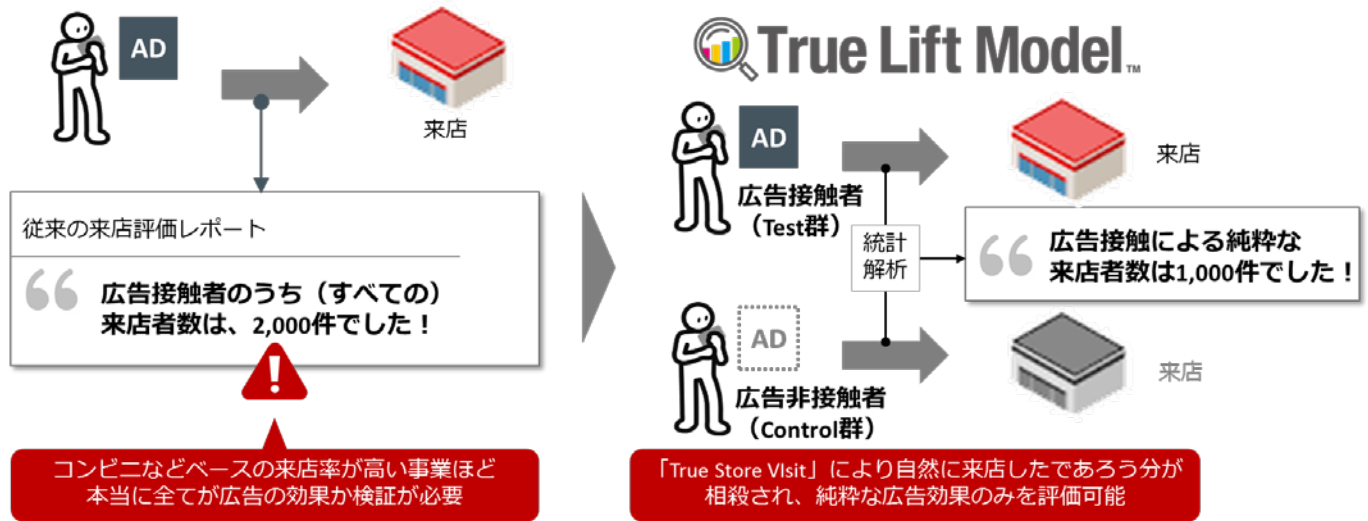 AD
来店
従来の来店評価レポート
広告接触者のうち（すべての）
来店者数は、2,000件でした！
コンビニなどベースの来店率が高い事業ほど
本当に全てが広告の効果か検証が必要
True Lift Model™
AD
広告接触者
（Test群）
来店
統計
解析
広告接触による純粋な
来店者数は1,000件でした！
AD
広告非接触者
（Control群）
来店
「True Store VIsit」により自然に来店したであろう分が
相殺され、純粋な広告効果のみを評価可能